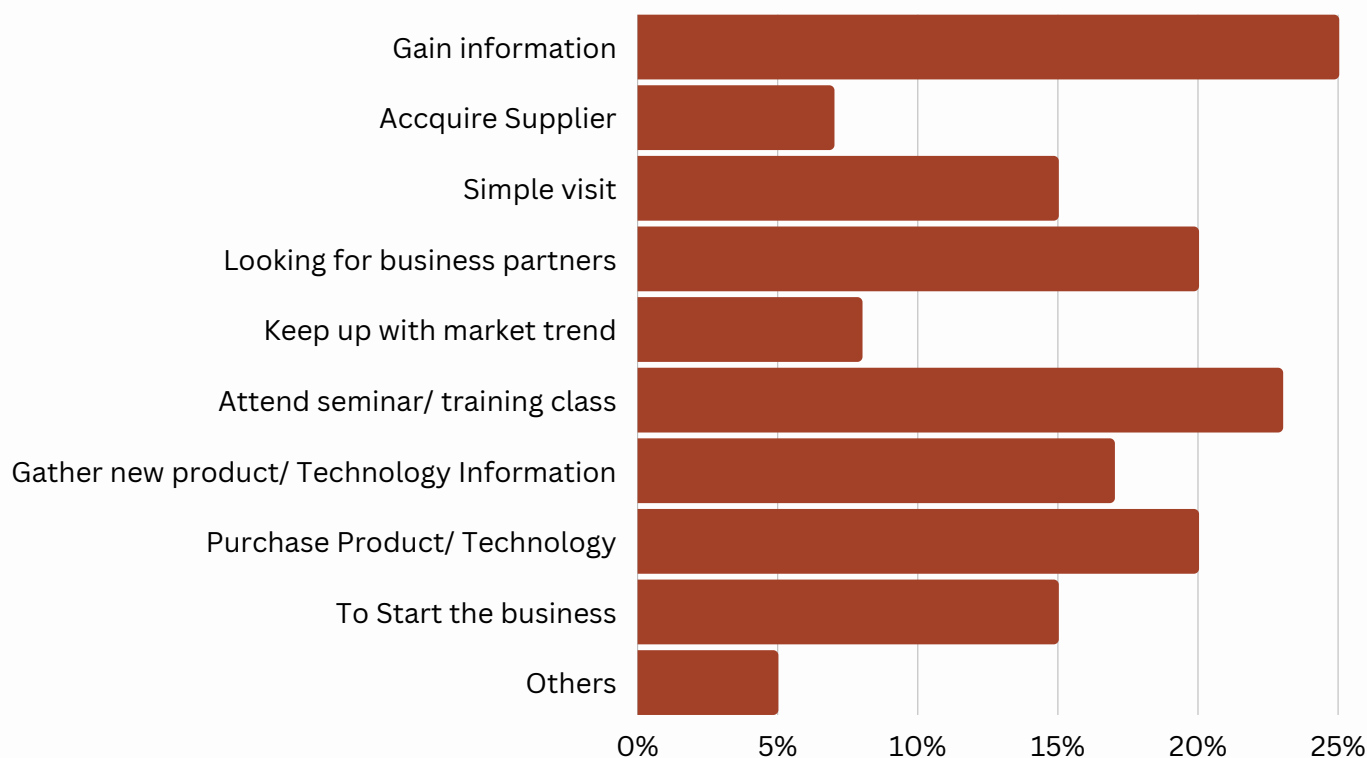 Gain information
Accquire Supplier
Simple visit
Looking for business partners
Keep up with market trend
Attend seminar/ training class
Gather new product/ Technology Information
Purchase Product/ Technology
To Start the business
Others
0% 5% 10% 15% 20% 25%